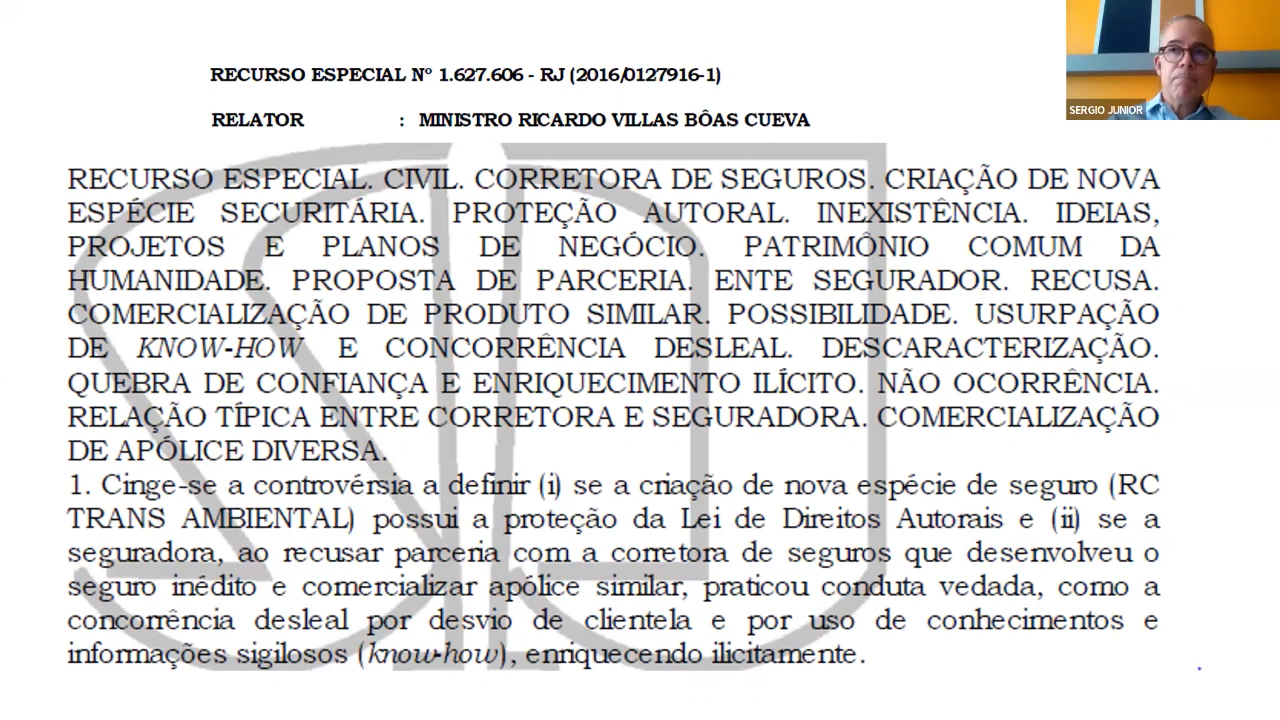 RECURSO ESPECIAL Nº 1.627.606 - RJ (2016/0127916-1)
RELATOR : MINISTRO RICARDO VILLAS BÔAS CUEVA
SERGIO JUNIOR
RECURSO ESPECIAL. CIVIL. CORRETORA DE SEGUROS. CRIAÇÃO DE NOVA
ESPÉCIE SECURITÁRIA. PROTEÇÃO AUTORAL. INEXISTÊNCIA. IDEIAS,
PROJETOS E PLANOS DE NEGÓCIO. PATRIMÔNIO COMUM DA
HUMANIDADE. PROPOSTA DE PARCERIA. ENTE SEGURADOR. RECUSA.
COMERCIALIZAÇÃO DE PRODUTO SIMILAR. POSSIBILIDADE. USURPAÇÃO
DE KNOW-HOW E CONCORRÊNCIA DESLEAL. DESCARACTERIZAÇÃO.
QUEBRA DE CONFIANÇA E ENRIQUECIMENTO ILÍCITO. NÃO OCORRÊNCIA.
RELAÇÃO TÍPICA ENTRE CORRETORA E SEGURADORA. COMERCIALIZAÇÃO
DE APÓLICE DIVERSA.
1. Cinge-se a controvérsia a definir (i) se a criação de nova espécie de seguro (RC
TRANS AMBIENTAL) possui a proteção da Lei de Direitos Autorais e (ii) se a
seguradora, ao recusar parceria com a corretora de seguros que desenvolveu o
seguro inédito e comercializar apólice similar, praticou conduta vedada, como a
concorrência desleal por desvio de clientela e por uso de conhecimentos e
informações sigilosos (know-how), enriquecendo ilicitamente.